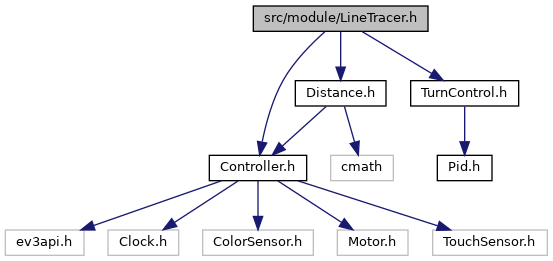 src/module/LineTracer.h
Distance.h
TurnControl.h
Controller.h
cmath
Pid.h
ev3api.h
Clock.h
ColorSensor.h
Motor.h
TouchSensor.h